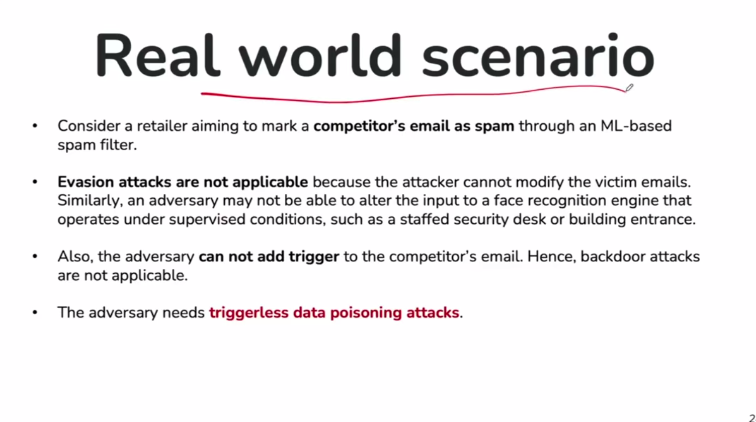 Real world scenario
• Consider a retailer aiming to mark a competitor's email as spam through an ML-based
spam filter.
• Evasion attacks are not applicable because the attacker cannot modify the victim emails.
Similarly, an adversary may not be able to alter the input to a face recognition engine that
operates under supervised conditions, such as a staffed security desk or building entrance.
• Also, the adversary can not add trigger to the competitor's email. Hence, backdoor attacks
are not applicable.
• The adversary needs triggerless data poisoning attacks.
2